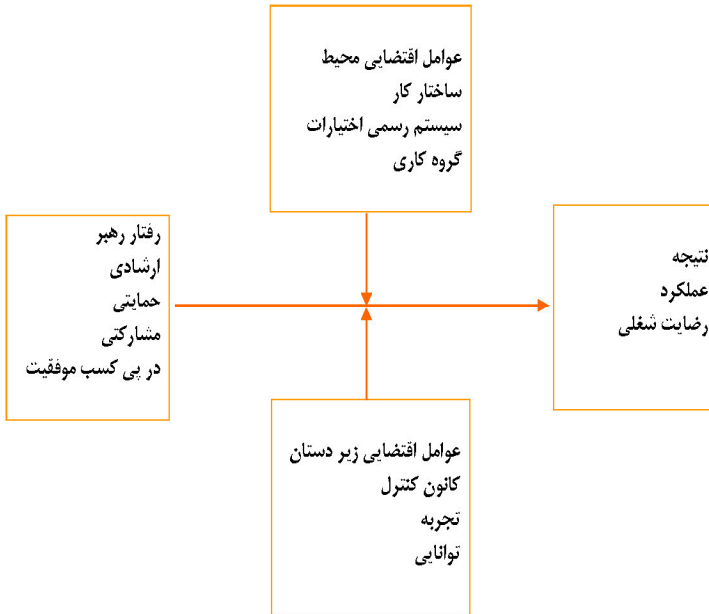 عوامل اقتضایی محیط
ساختار کار
سیستم رسمی اختیارات
گروه کاری
رفتار رهبر
ارشادی
حمایتی
مشارکتی
در پی کسب موفقیت
نتیجه
عملکرد
رضایت شغلی
عوامل اقتضایی زیر دستان
کانون کنترل
تجربه
توانایی